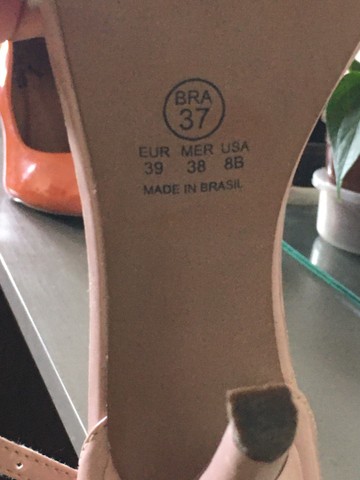 BRA
37
EUR MER USA
39 38 8B
MADE IN BRASIL